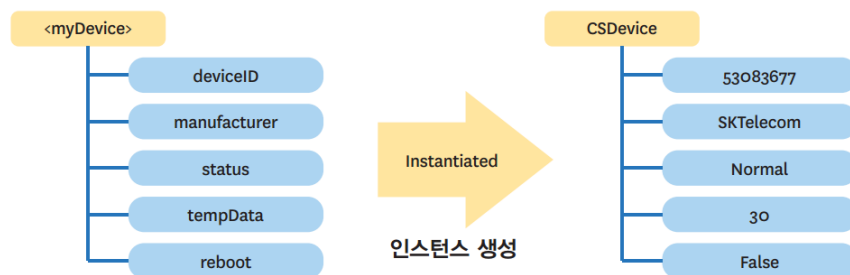 <myDevice>
deviceID
manufacturer
status
tempData
reboot
Instantiated
인스턴스 생성
CSDevice
53083677
SKTelecom
Normal
30
False